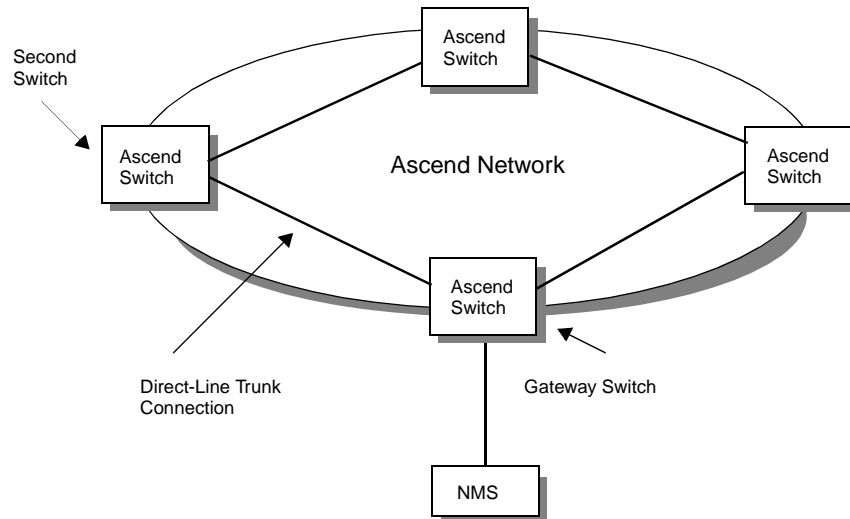 Ascend
Switch
Second
Switch
Ascend
Switch
Ascend Network
Ascend
Switch
Ascend
Switch
Direct-Line Trunk
Connection
Gateway Switch
NMS